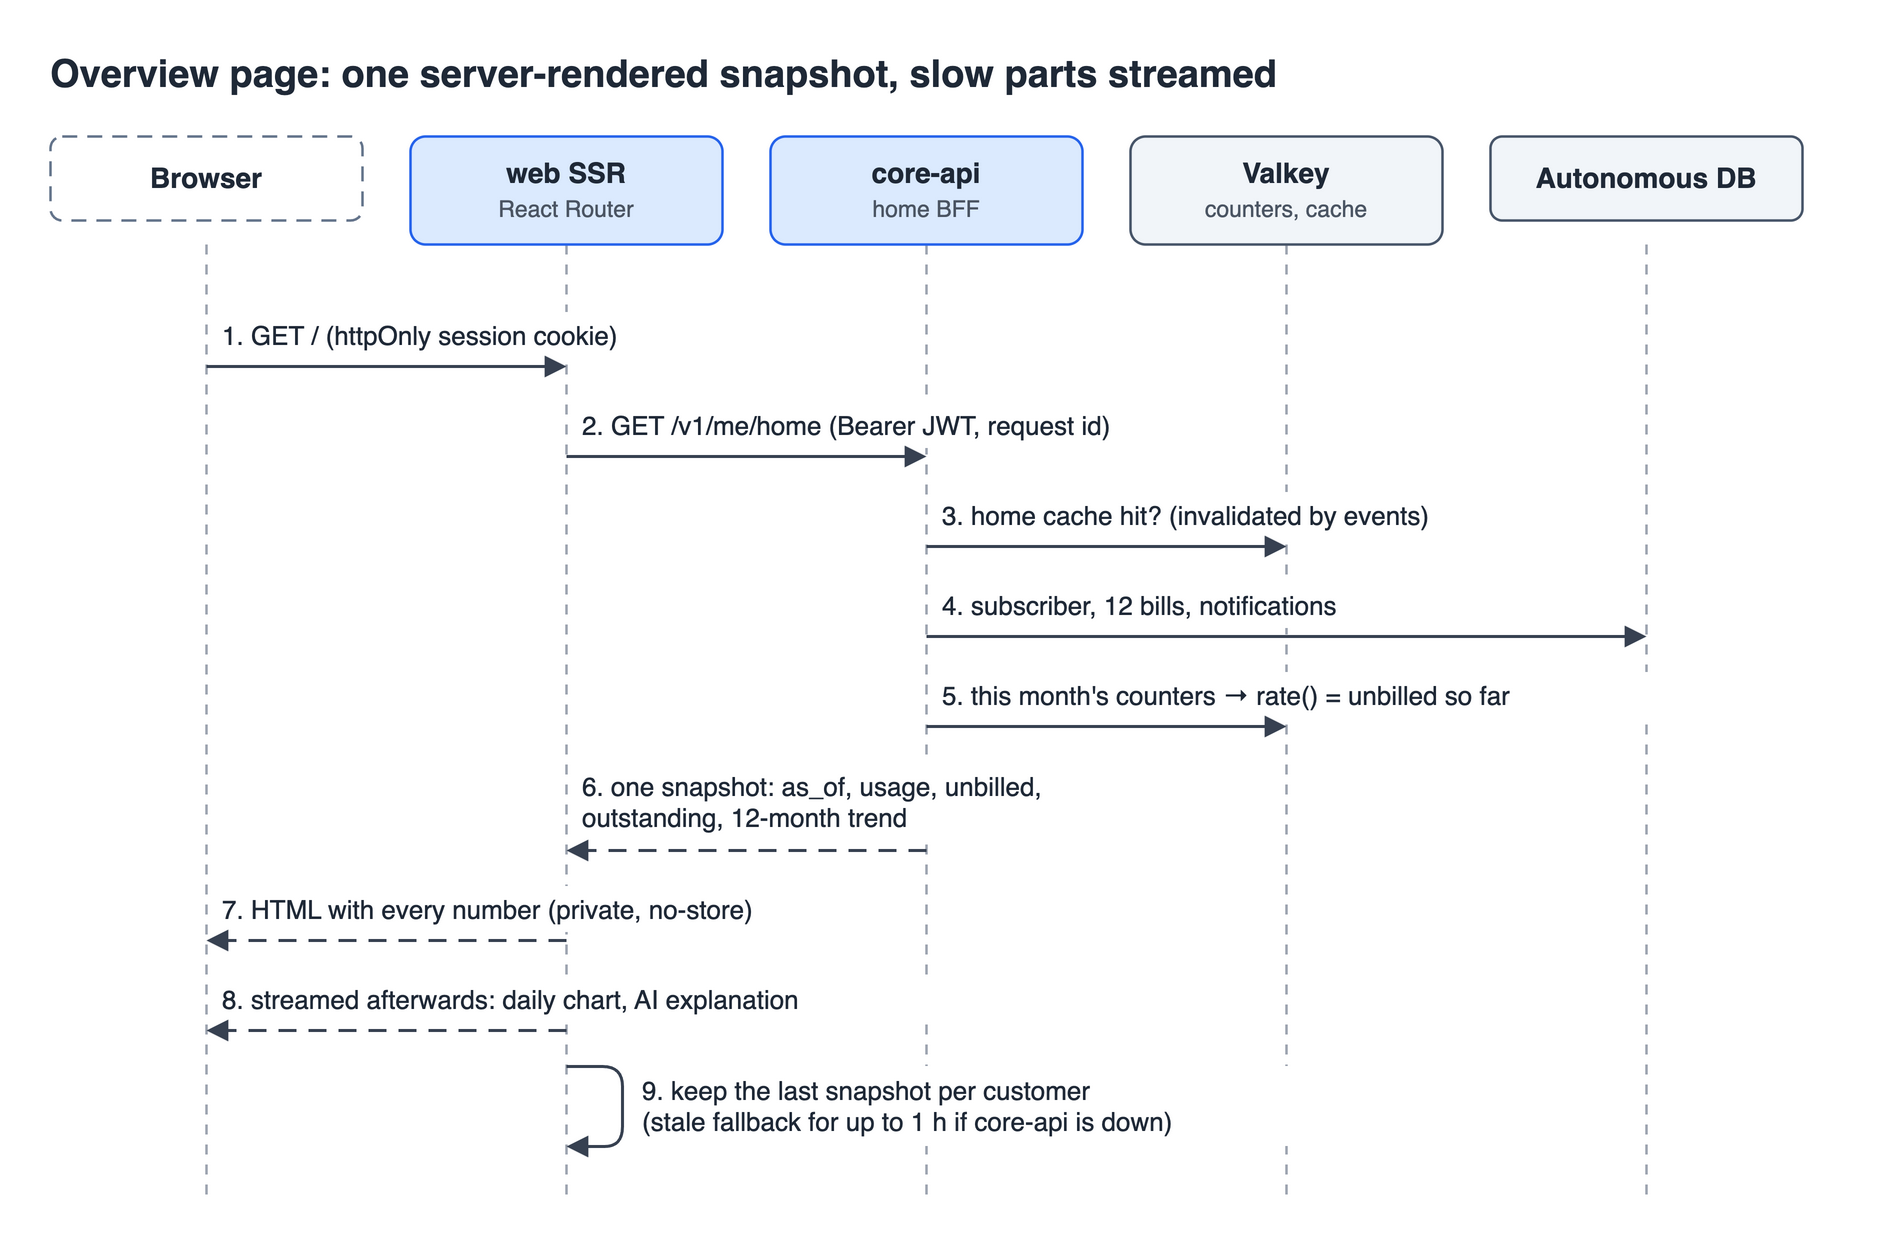 Overview page: one server-rendered snapshot, slow parts streamed
Browser
web SSR
React Router
core-api
home BFF
Valkey
counters, cache
Autonomous DB
1. GET / (httpOnly session cookie)
2. GET /v1/me/home (Bearer JWT, request id)
3. home cache hit? (invalidated by events)
4. subscriber, 12 bills, notifications
5. this month's counters → rate() = unbilled so far
6. one snapshot: as_of, usage, unbilled,
outstanding, 12-month trend
7. HTML with every number (private, no-store)
8. streamed afterwards: daily chart, AI explanation
9. keep the last snapshot per customer
(stale fallback for up to 1 h if core-api is down)